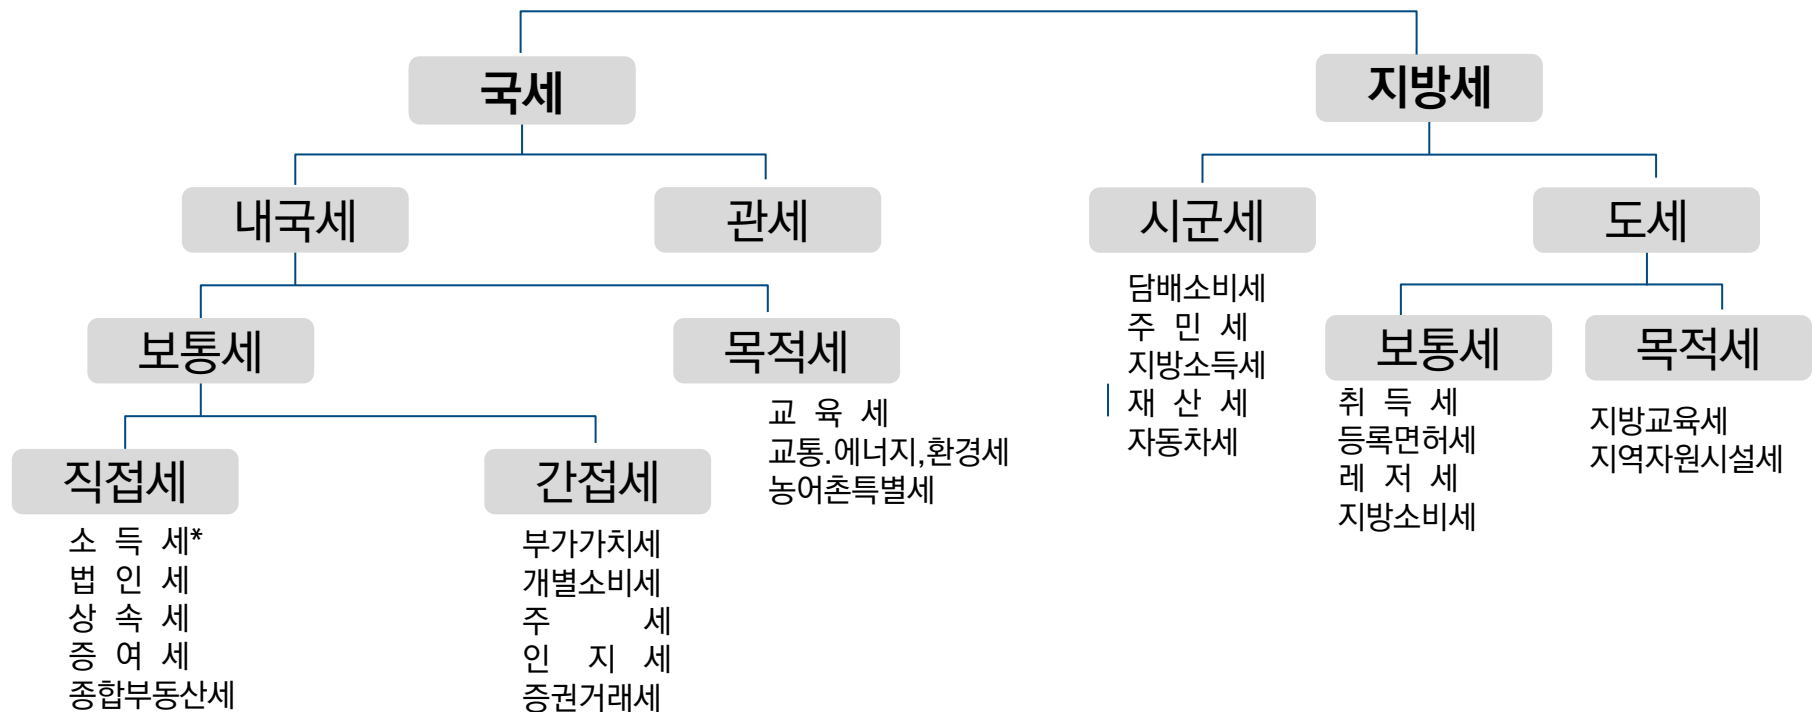 국세
지방세
내국세
관세
시군세
도세
담배소비세
주 민 세
지방소득세
재 산 세
자동차세
보통세
목적세
보통세
목적세
교 육 세
교통.에너지,환경세
농어촌특별세
취 득 세
등록면허세
레 저 세
지방소비세
지방교육세
지역자원시설세
직접세
간접세
소 득 세*
법 인 세
상 속 세
증 여 세
종합부동산세
부가가치세
개별소비세
주 세
인 지 세
증권거래세